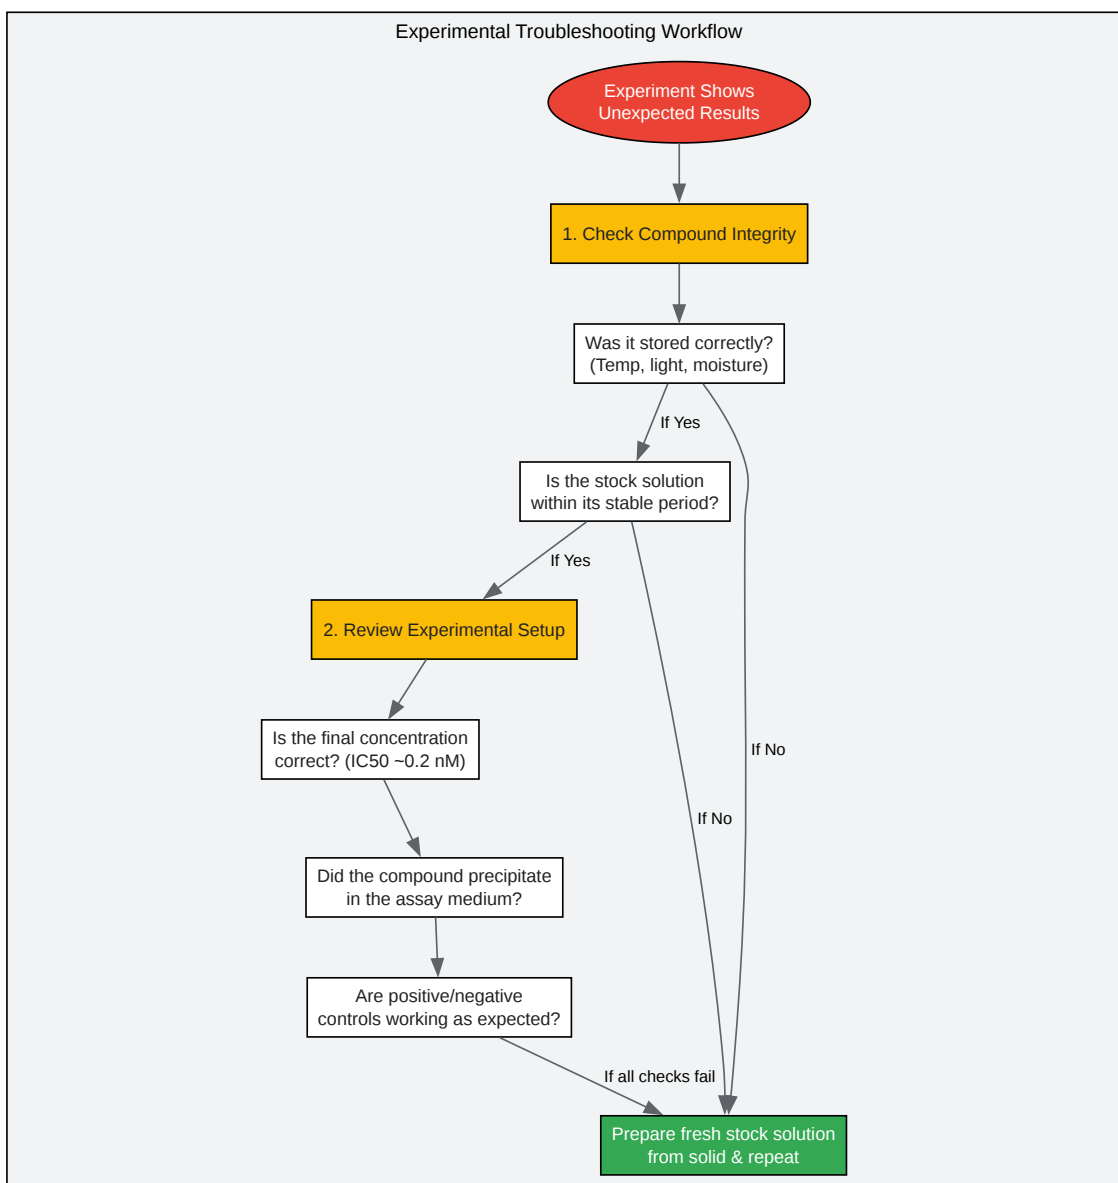 Experimental Troubleshooting Workflow
Experiment Shows
Unexpected Results
1. Check Compound Integrity
Was it stored correctly?
(Temp, light, moisture)
If Yes
Is the stock solution
within its stable period?
If Yes
2. Review Experimental Setup
Is the final concentration
correct? (IC50 ~0.2 nM)
If No
If No
Did the compound precipitate
in the assay medium?
Are positive/negative
controls working as expected?
If all checks fail
Prepare fresh stock solution
from solid & repeat